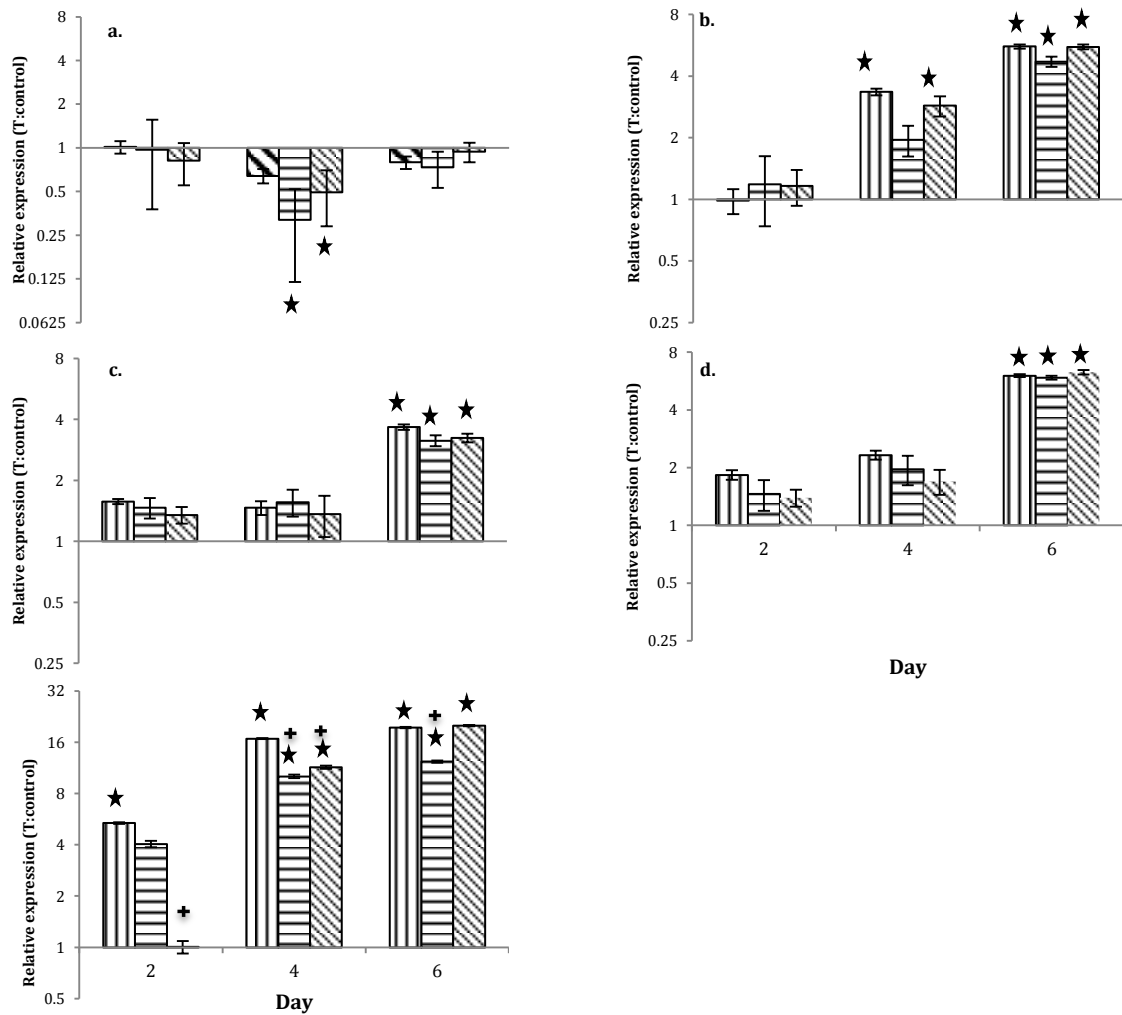 a.
Relative expression (T:control)
8
4
2
1
0.5
0.25
0.125
0.0625
b.
Relative expression (T:control)
8
4
2
1
0.5
0.25
c.
Relative expression (T:control)
8
4
2
1
0.5
0.25
d.
Relative expression (T:control)
8
4
2
1
0.5
0.25
2 4 6
Day
Relative expression (T:control)
32
16
8
4
2
1
0.5
2 4 6
Day